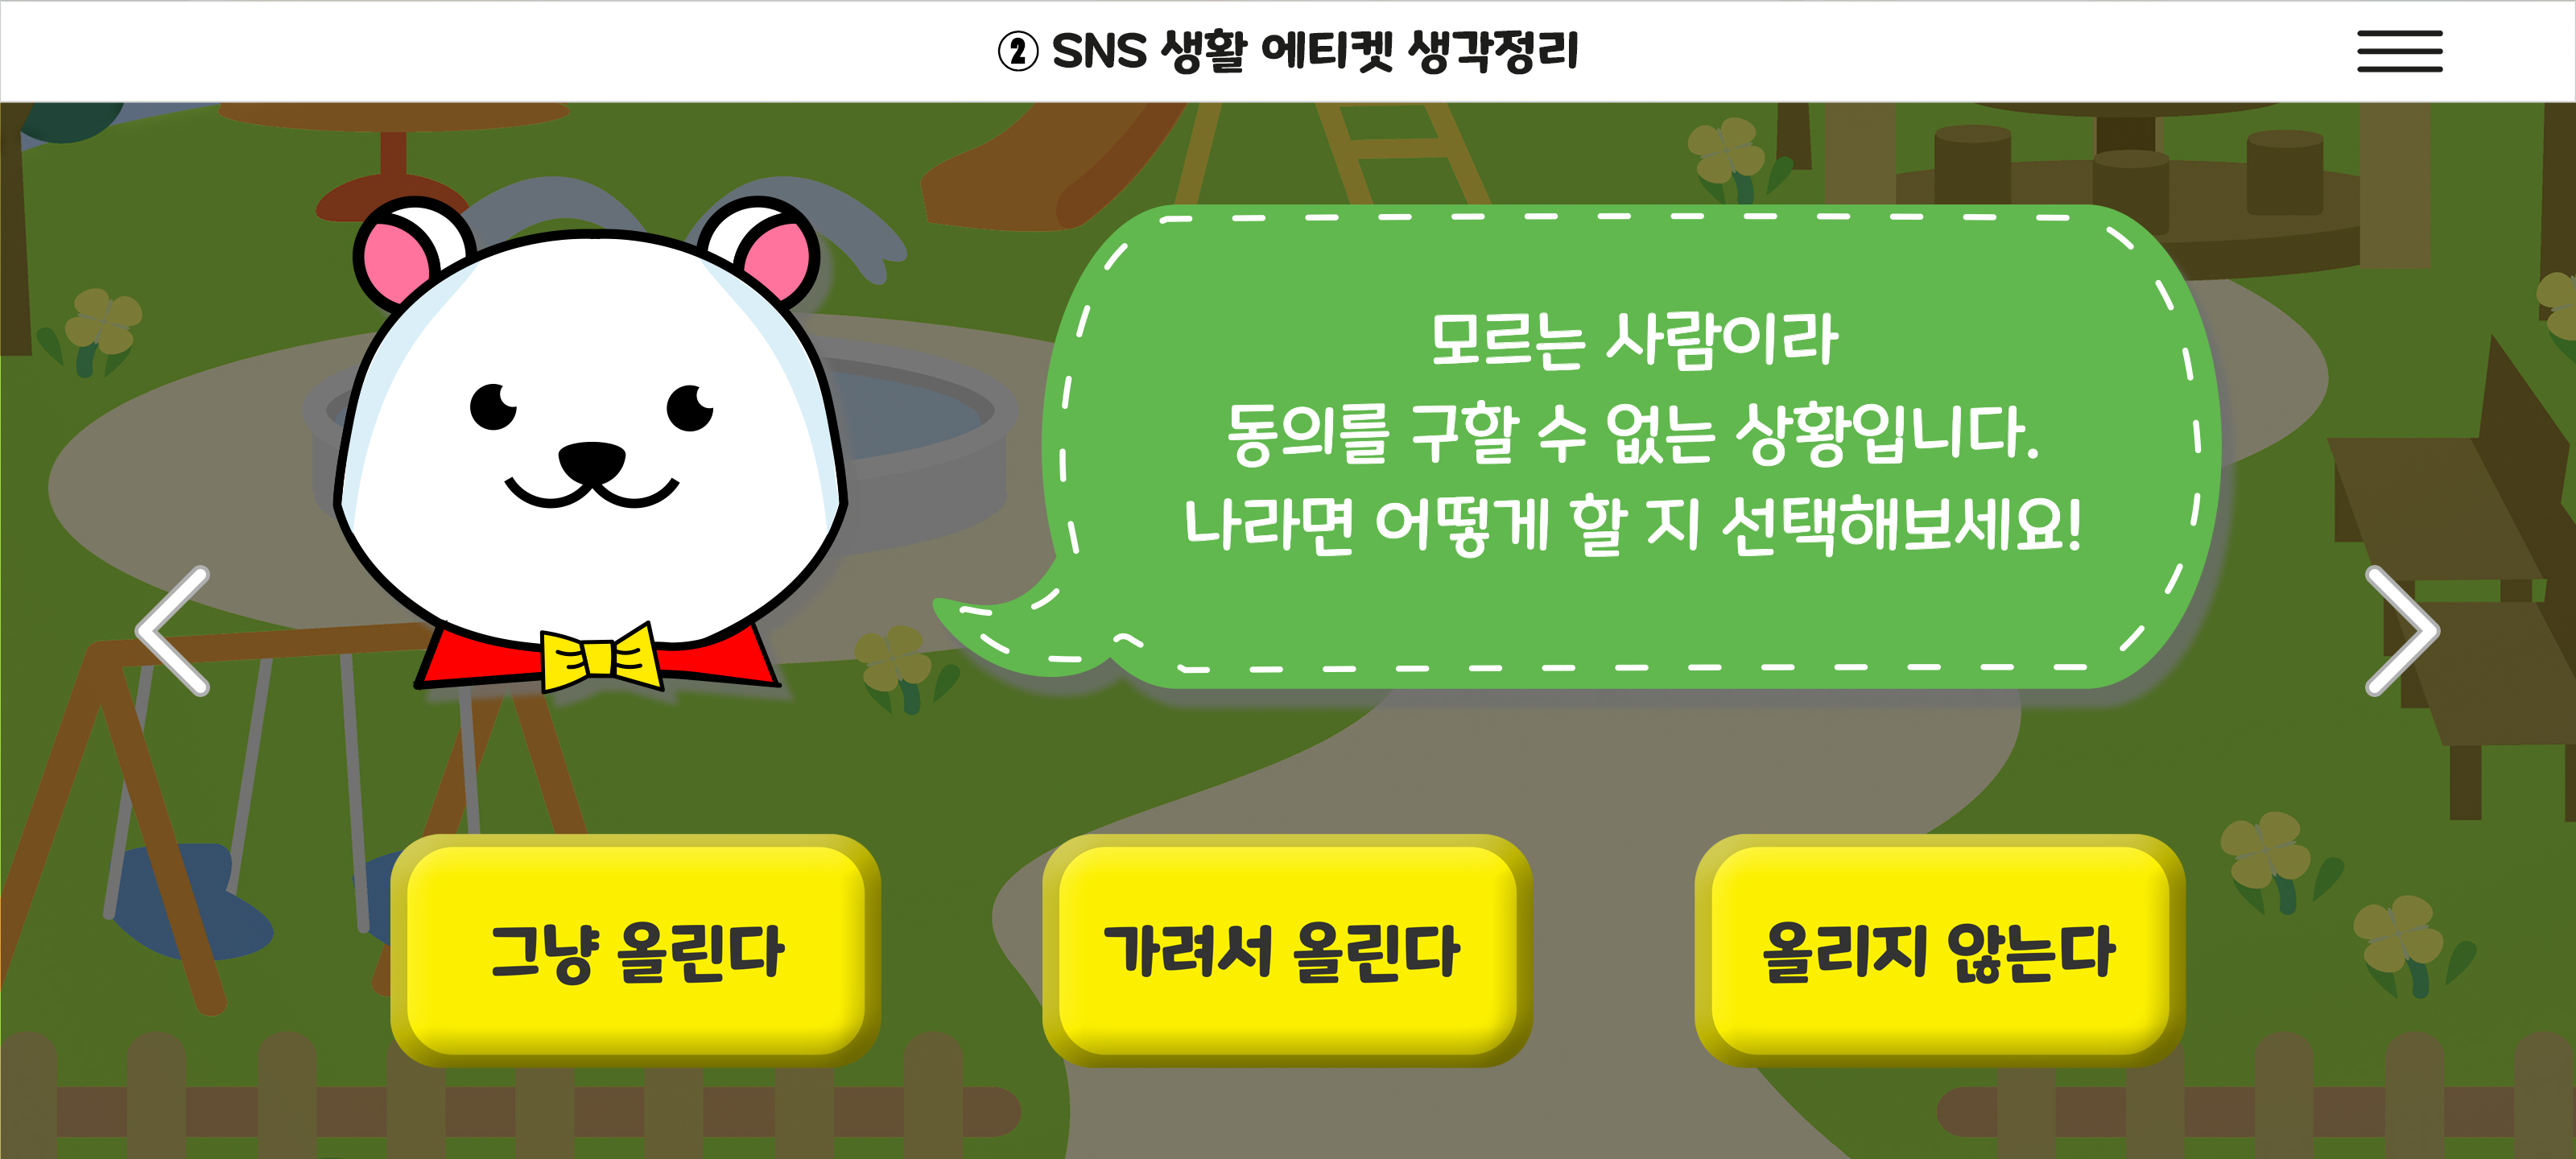 ② SNS 생활 에티켓 생각정리
모르는 사람이라
동의를 구할 수 없는 상황입니다.
나라면 어떻게 할 지 선택해보세요!
그냥 올린다
가려서 올린다
올리지 않는다